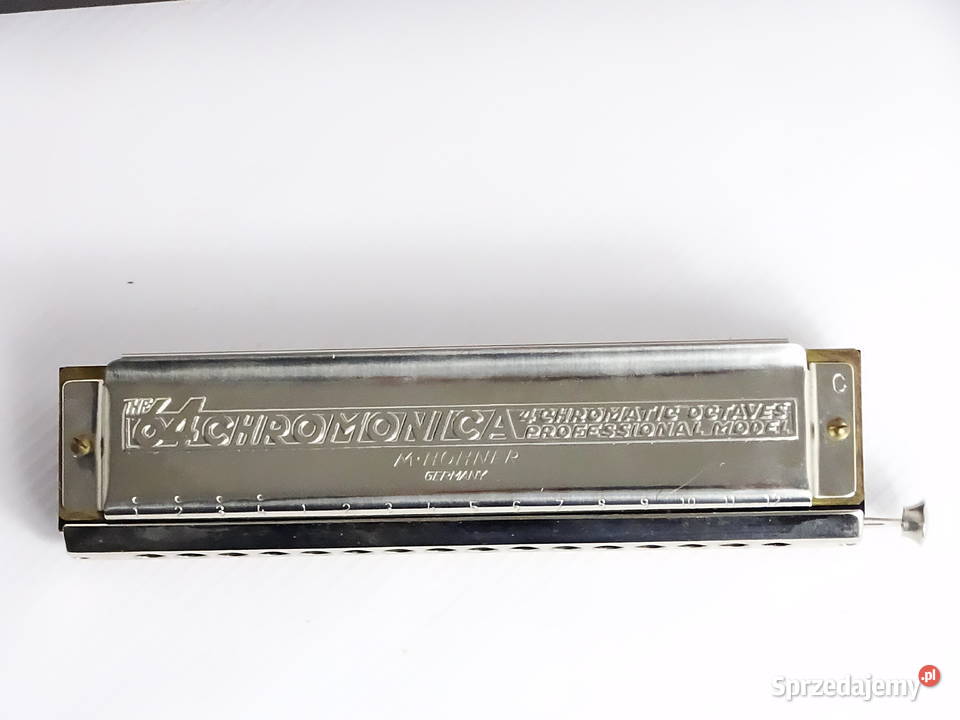 THE 64 CHROMONICA 4 CHROMATIC OCTAVES
PROFESSIONAL MODEL
C
M. HOHNER
GERMANY
1 2 3 4 1 2 3 4 5 6 7 8 9 10 11 12
Sprzedajemy.pl